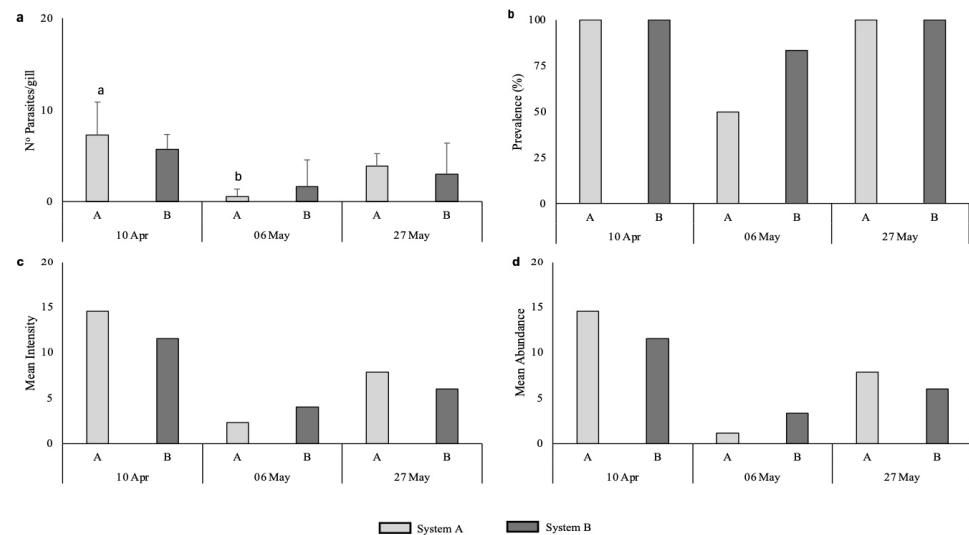 a
Nº Parasites/gill
20
10
0
a
b
A
B
A
B
A
B
10 Apr
06 May
27 May
b
Prevalence (%)
100
75
50
25
0
A
B
A
B
A
B
10 Apr
06 May
27 May
c
Mean Intensity
20
15
10
5
0
A
B
A
B
A
B
10 Apr
06 May
27 May
d
Mean Abundance
20
15
10
5
0
A
B
A
B
A
B
10 Apr
06 May
27 May
System A
System B